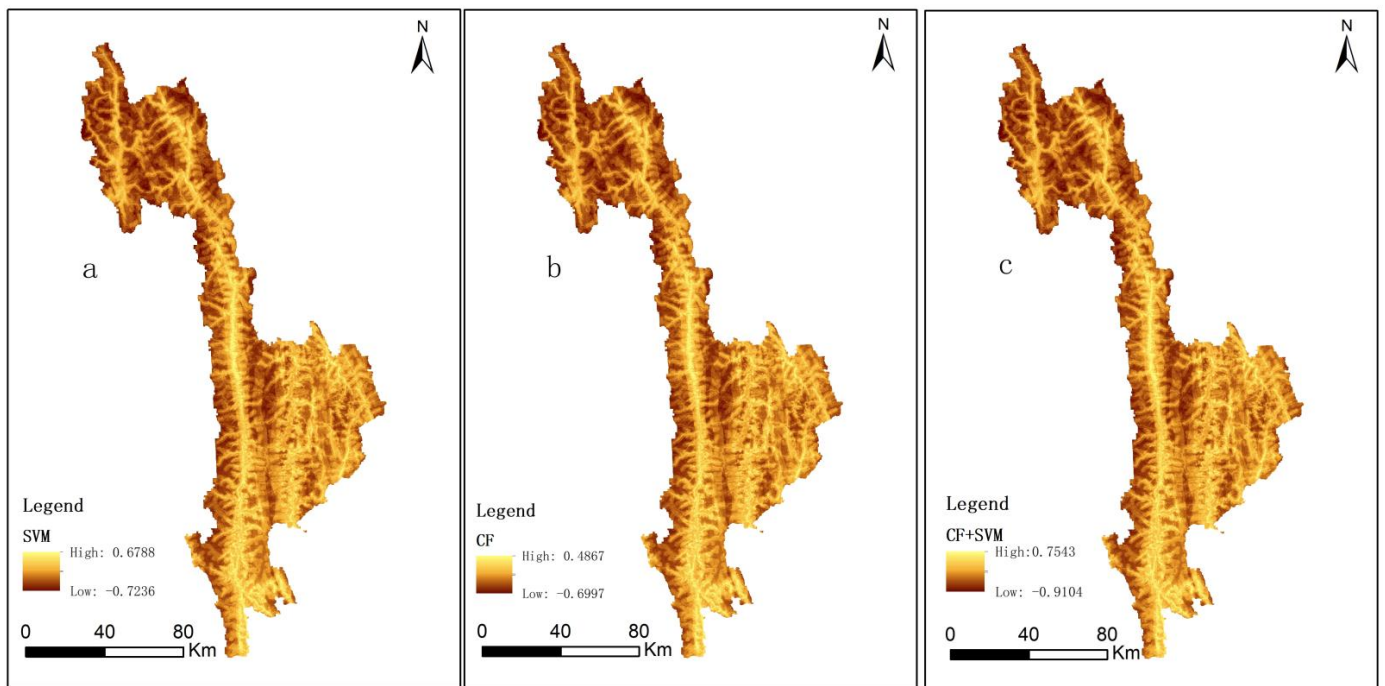 N
a
Legend
SVM
High: 0.6788
Low: -0.7236
0 40 80
Km
N
b
Legend
CF
High: 0.4867
Low: -0.6997
0 40 80
Km
N
c
Legend
CF+SVM
High:0.7543
Low: -0.9104
0 40 80
Km